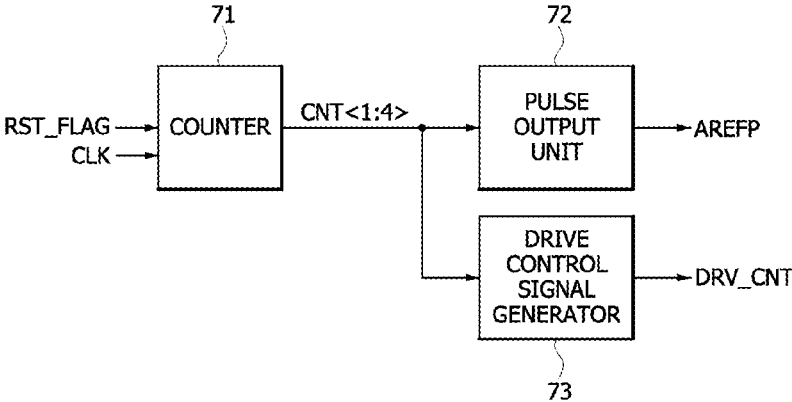 71
72
RST_FLAG
CLK
COUNTER
CNT<1:4>
PULSE
OUTPUT
UNIT
AREFP
DRIVE
CONTROL
SIGNAL
GENERATOR
DRV_CNT
73